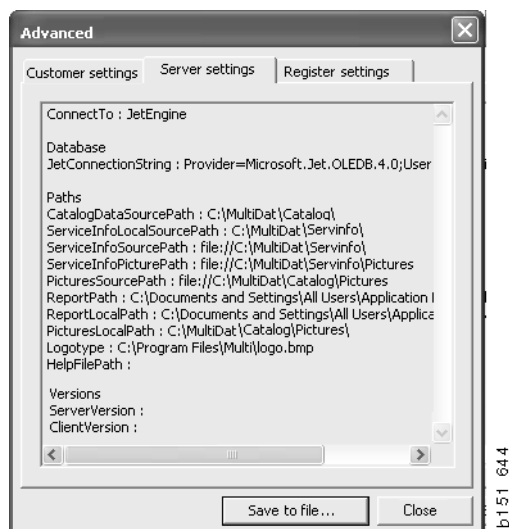 Advanced
Customer settings
Server settings
Register settings
ConnectTo : JetEngine
Database
JetConnectionString : Provider=Microsoft.Jet.OLEDB.4.0;User
Paths
CatalogDataSourcePath : C:\MultiDat\Catalog\
ServiceInfoLocalSourcePath : C:\MultiDat\Servinfo\
ServiceInfoSourcePath : file://C:\MultiDat\Servinfo\
ServiceInfoPicturePath : file://C:\MultiDat\Servinfo\Pictures
PicturesSourcePath : file://C:\MultiDat\Catalog\Pictures
ReportPath : C:\Documents and Settings\All Users\Application
ReportLocalPath : C:\Documents and Settings\All Users\Applica
PicturesLocalPath : C:\MultiDat\Catalog\Pictures\
Logotype : C:\Program Files\Multi\logo.bmp
HelpFilePath :
Versions
ServerVersion :
ClientVersion :
Save to file...
Close
b151 644